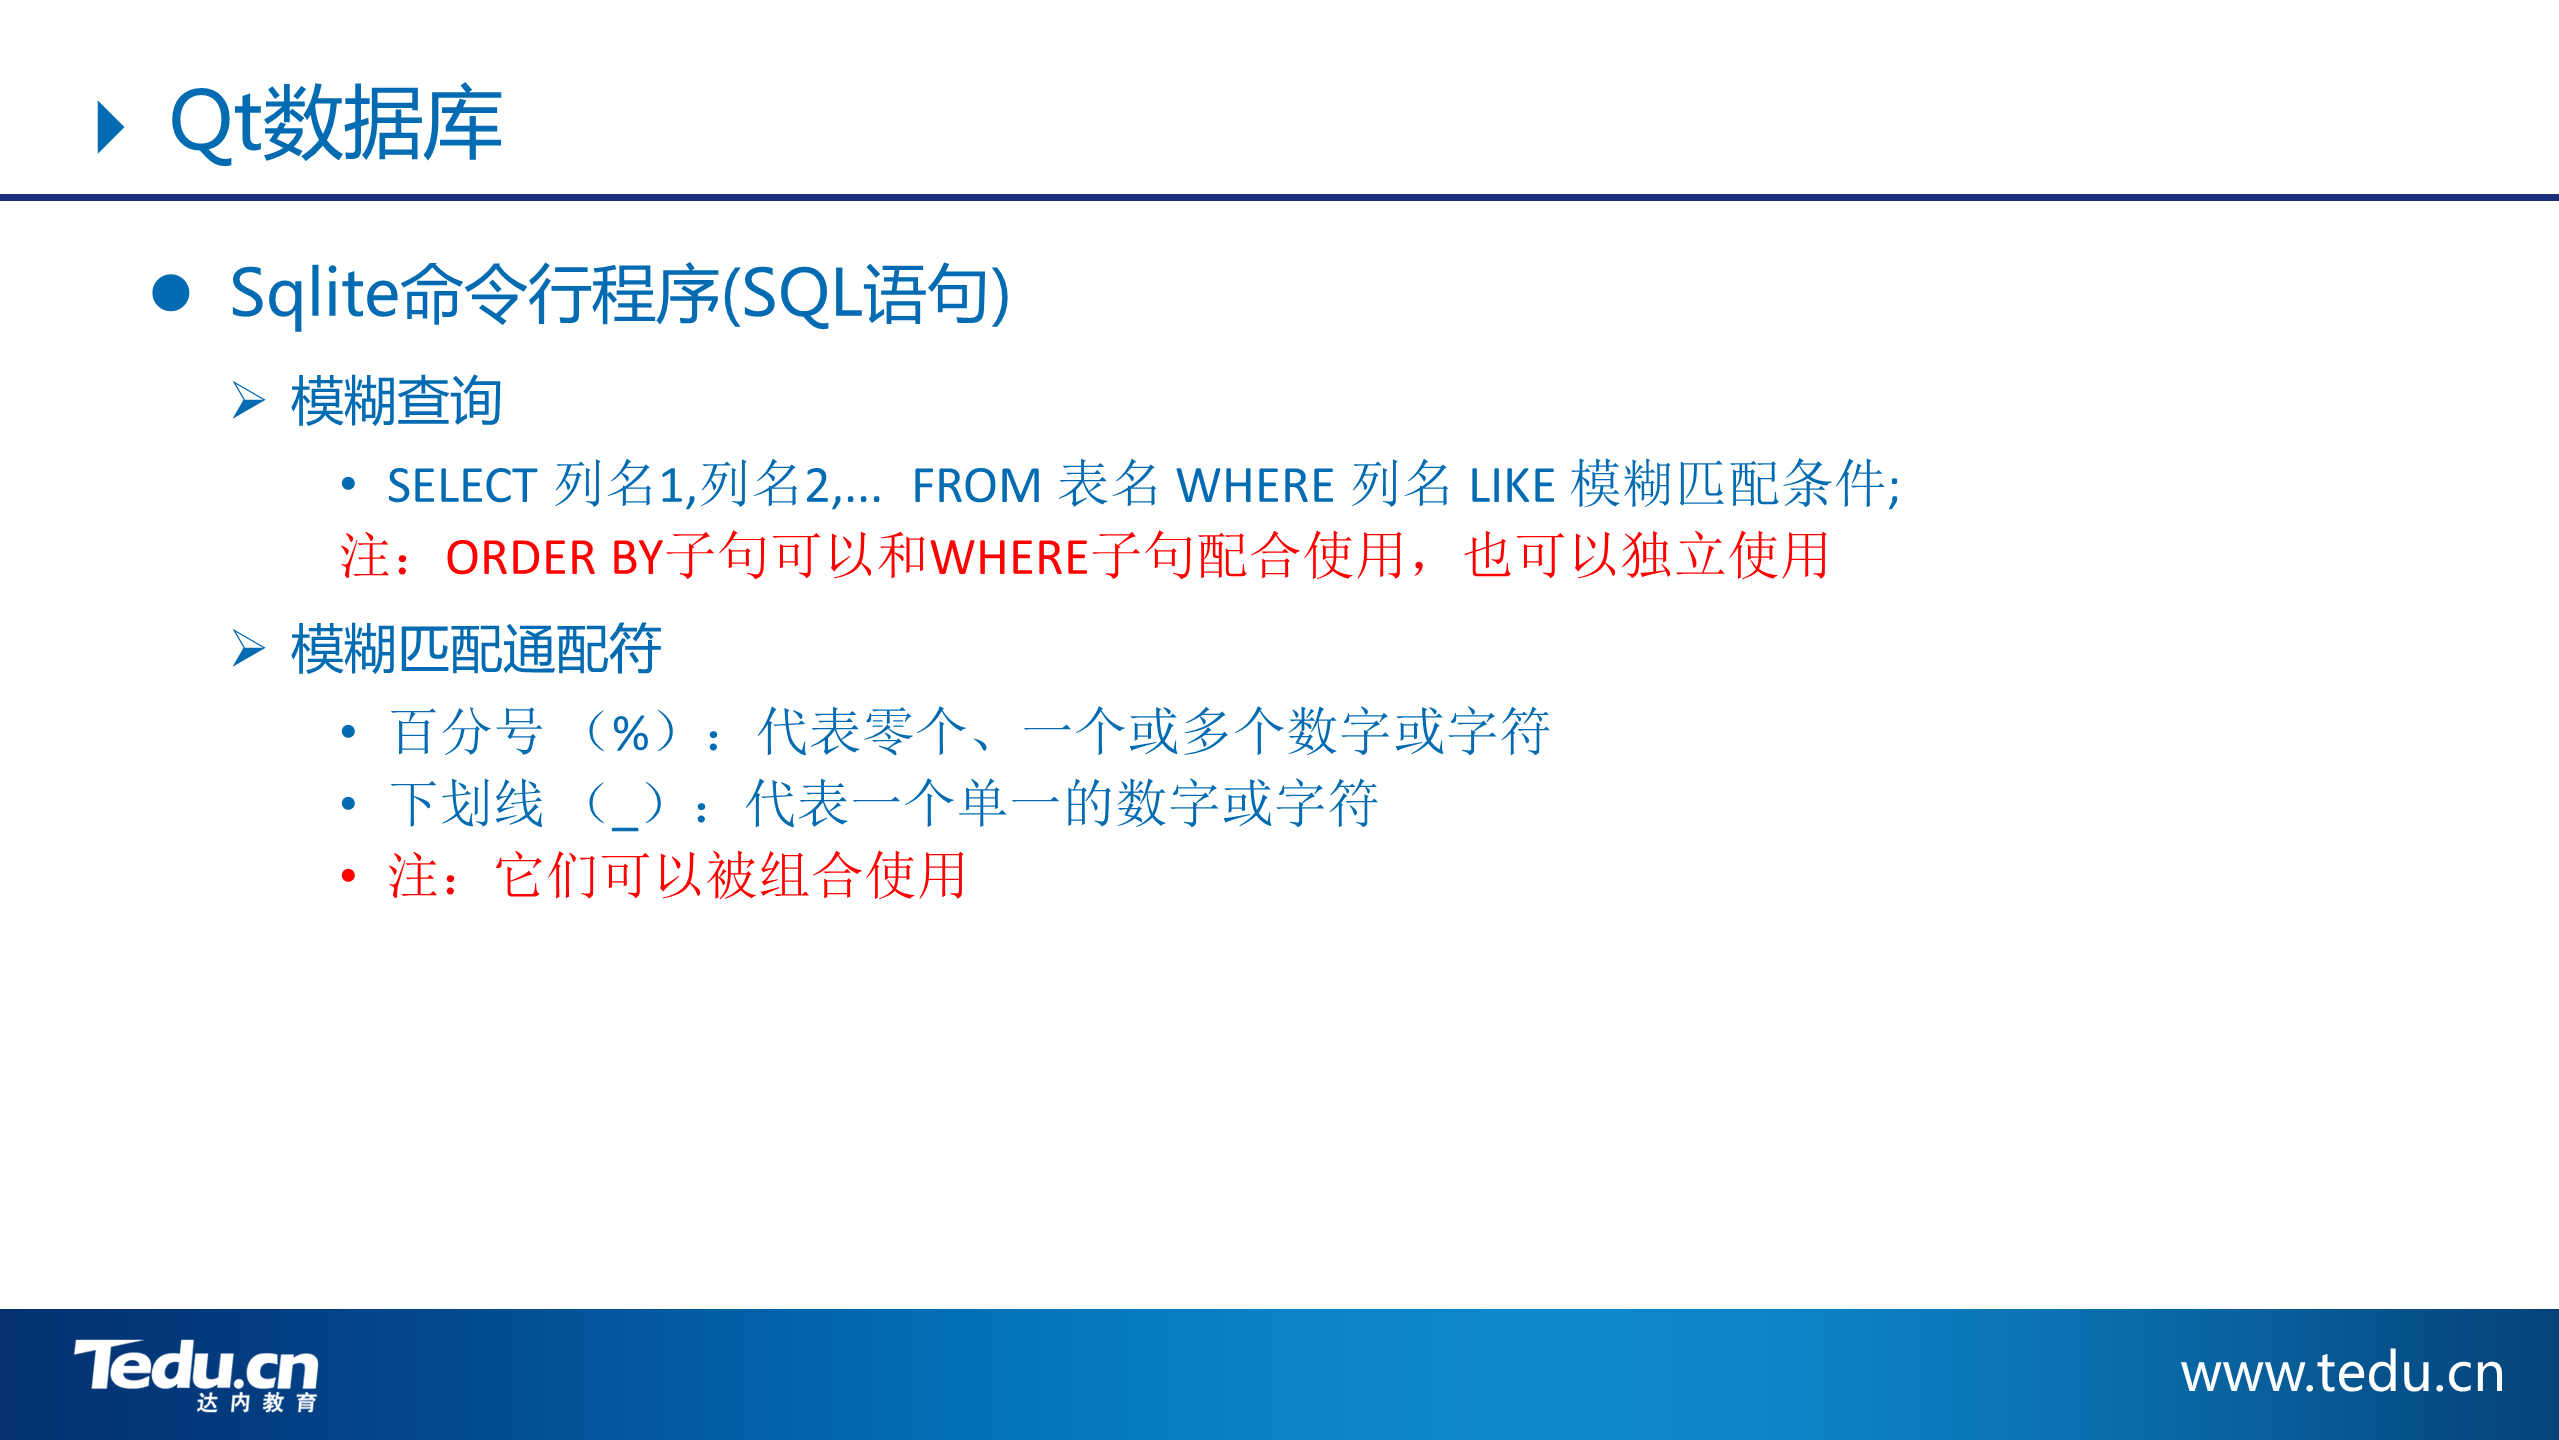 Qt数据库
Sqlite命令行程序(SQL语句)
模糊查询
• SELECT 列名1,列名2,... FROM 表名 WHERE 列名 LIKE 模糊匹配条件;
注：ORDER BY子句可以和WHERE子句配合使用，也可以独立使用
模糊匹配通配符
• 百分号 （%）：代表零个、一个或多个数字或字符
• 下划线 （_）：代表一个单一的数字或字符
• 注：它们可以被组合使用
Tedu.cn
达内教育
www.tedu.cn